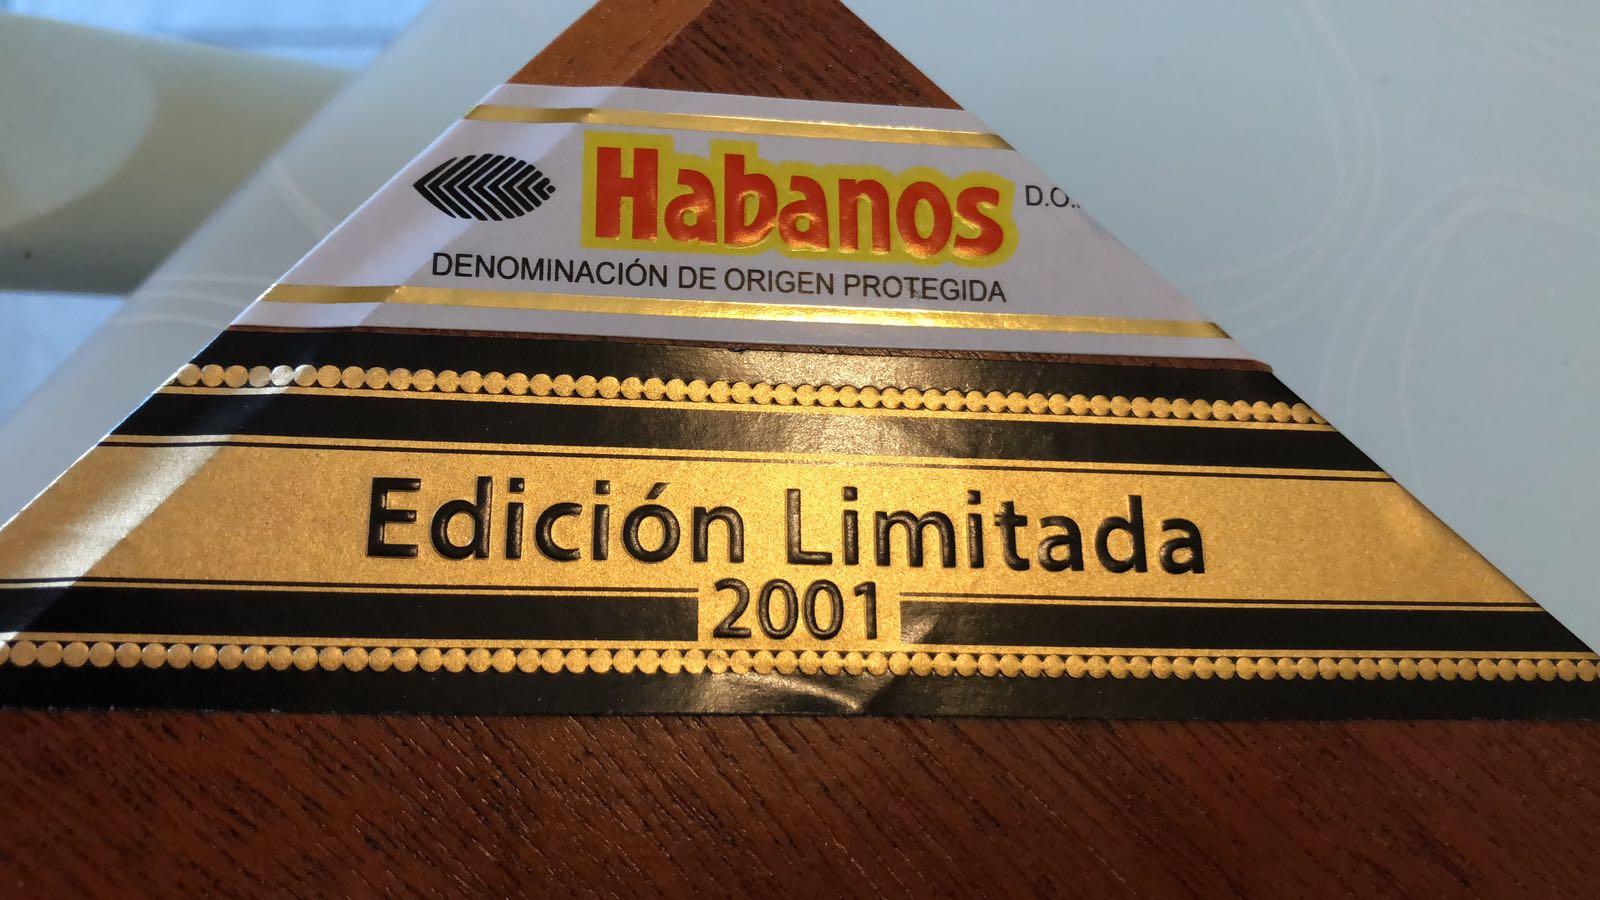 Habanos D.O.
DENOMINACIÓN DE ORIGEN PROTEGIDA
Edición Limitada
2001